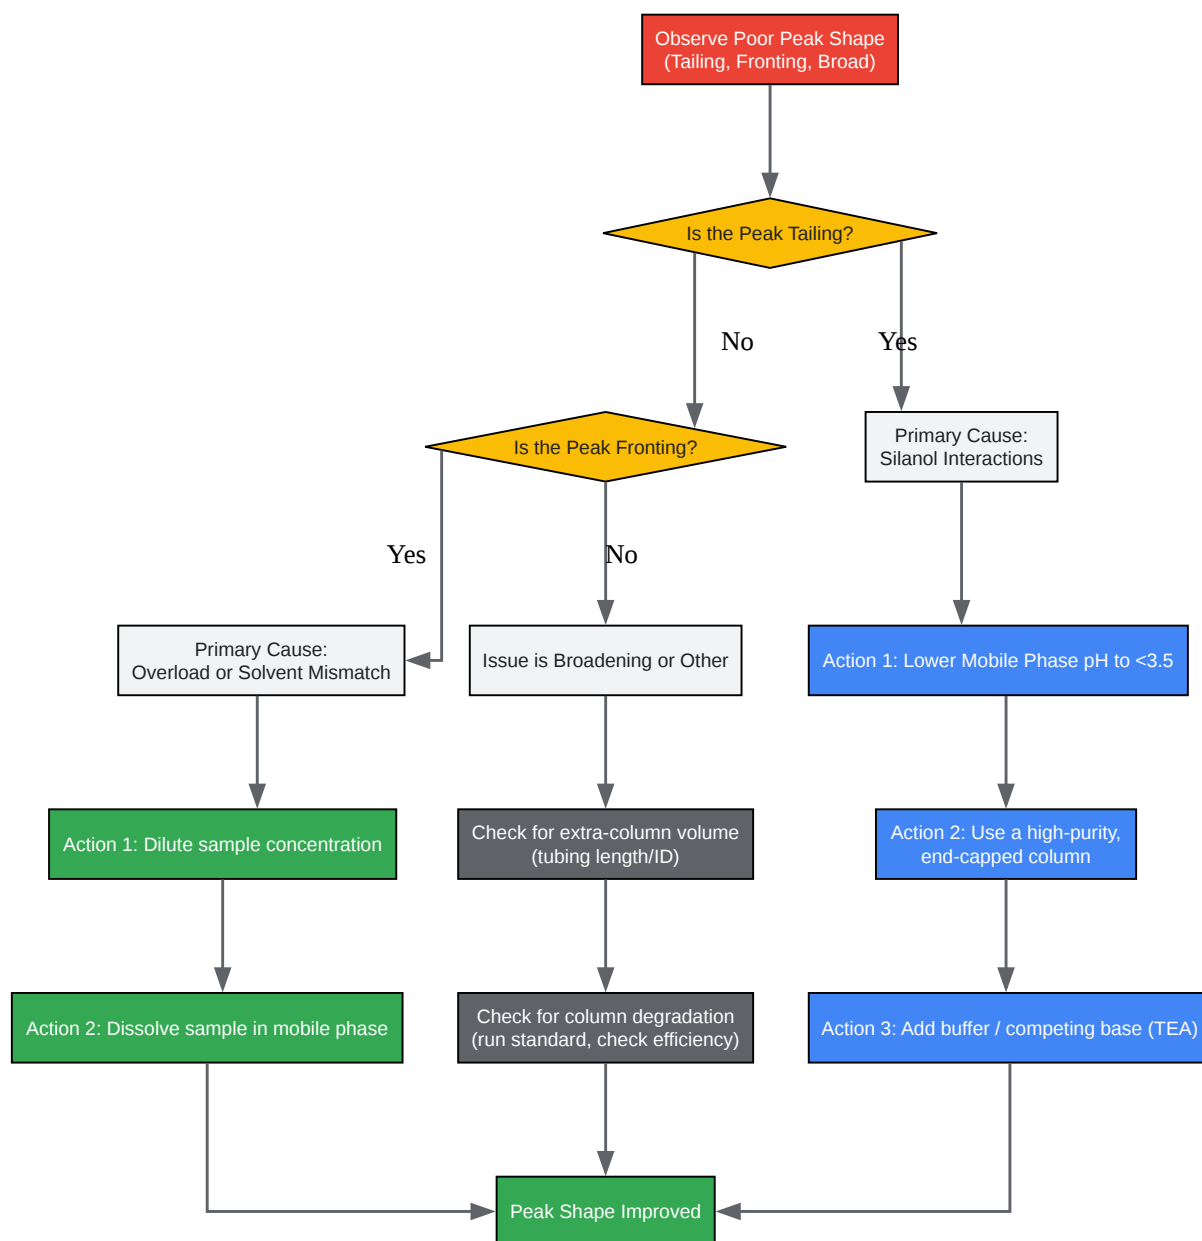 Observe Poor Peak Shape
(Tailing, Fronting, Broad)
Is the Peak Tailing?
No
Yes
Is the Peak Fronting?
Primary Cause:
Silanol Interactions
Yes
No
Primary Cause:
Overload or Solvent Mismatch
Issue is Broadening or Other
Action 1: Lower Mobile Phase pH to <3.5
Action 1: Dilute sample concentration
Check for extra-column volume
(tubing length/ID)
Action 2: Use a high-purity,
end-capped column
Action 2: Dissolve sample in mobile phase
Check for column degradation
(run standard, check efficiency)
Action 3: Add buffer / competing base (TEA)
Peak Shape Improved